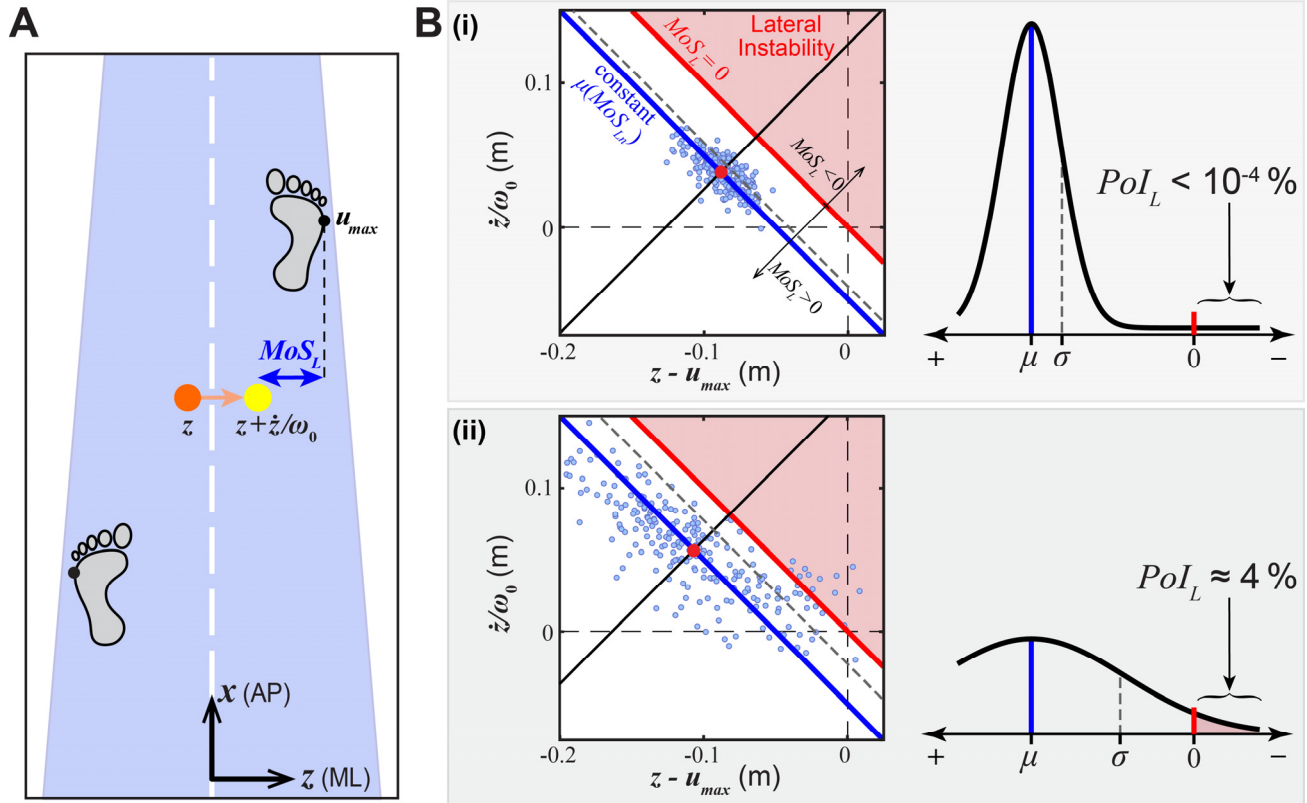 A
u_max
MoS_L
z
z + ż/ω₀
x (AP)
z (ML)
B
(i)
Lateral
Instability
MoS_L = 0
constant
μ(MoS_Ln)
MoS_L<0
MoS_L>0
0.1
0
ż/ω₀ (m)
-0.2
-0.1
0
z - u_max (m)
PoI_L < 10⁻⁴ %
+
μ
σ
0
−
(ii)
0.1
0
ż/ω₀ (m)
-0.2
-0.1
0
z - u_max (m)
PoI_L ≈ 4 %
+
μ
σ
0
−